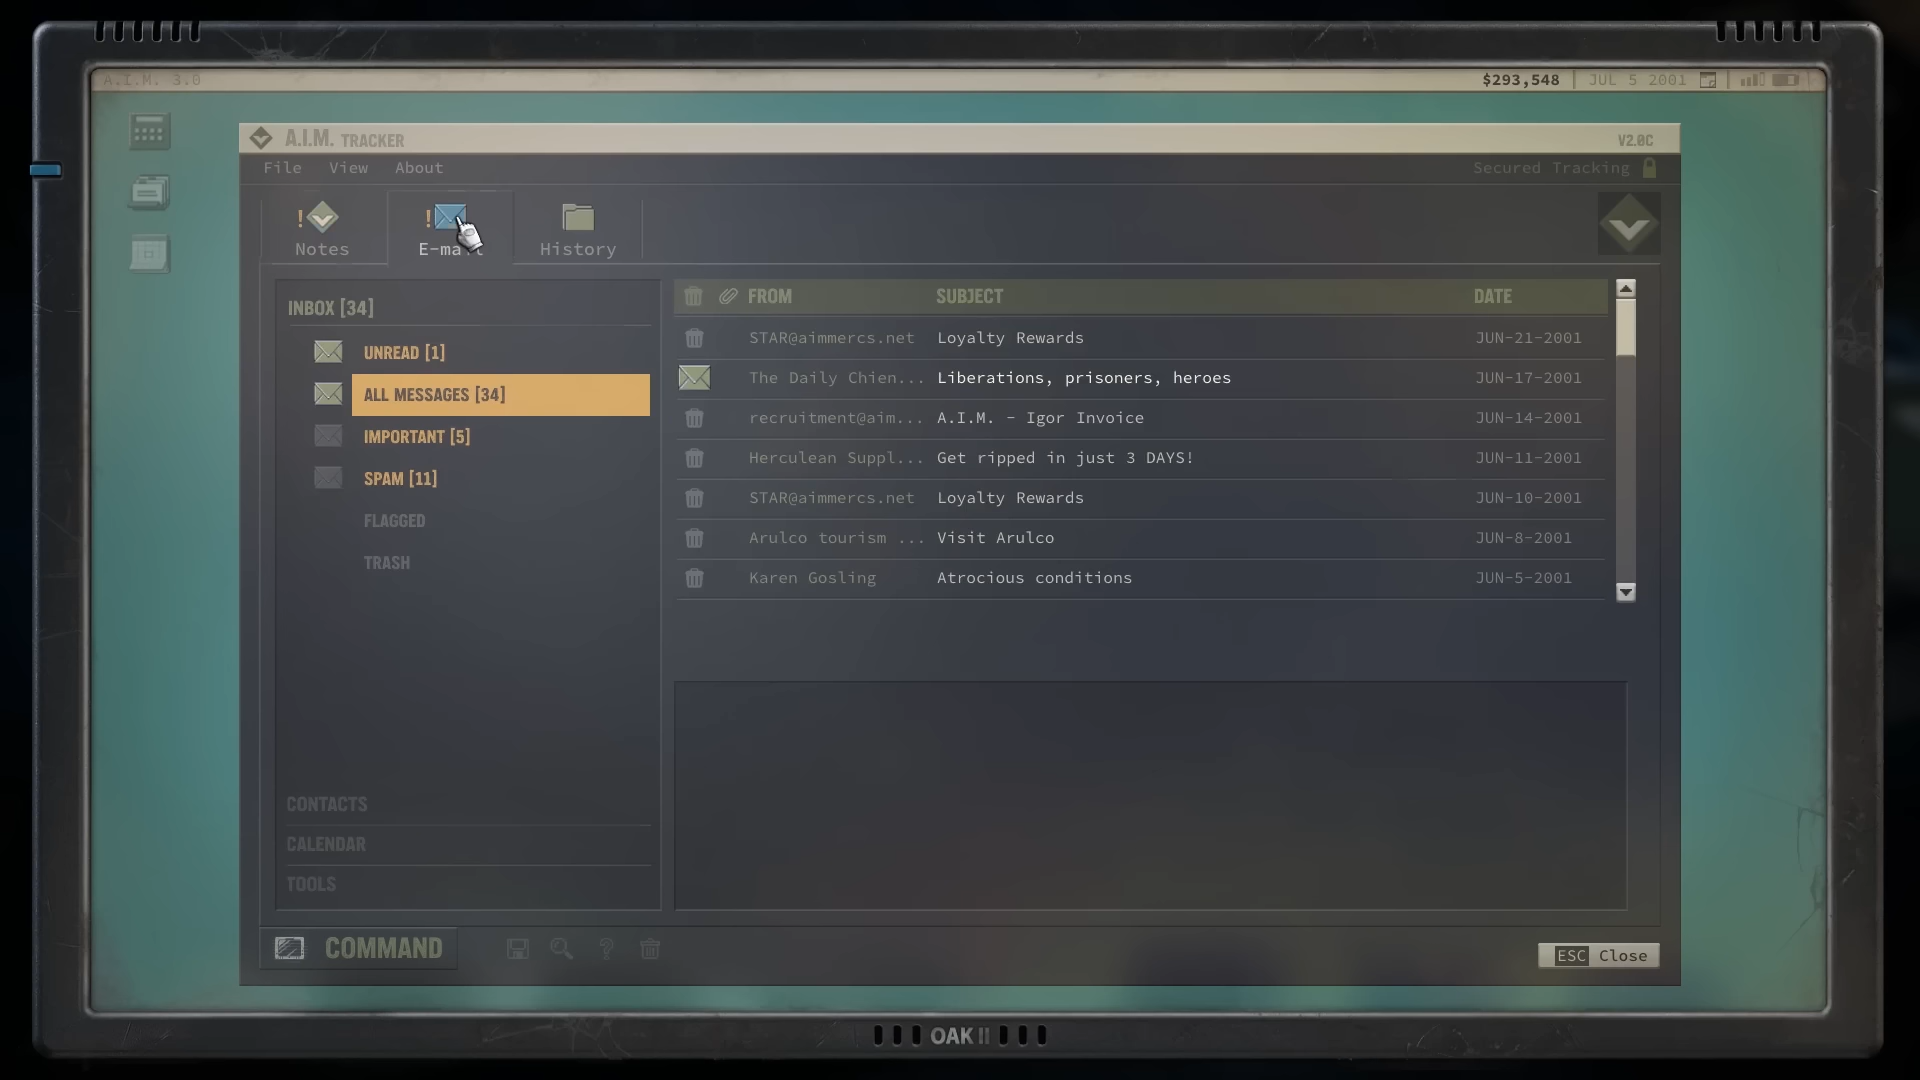 A.I.M. 3.0
$293,548 JUL 5 2001
A.I.M. TRACKER
V2.0C
File View About
Secured Tracking
! Notes
! E-mail
History
INBOX [34]
UNREAD [1]
ALL MESSAGES [34]
IMPORTANT [5]
SPAM [11]
FLAGGED
TRASH
CONTACTS
CALENDAR
TOOLS
FROM SUBJECT DATE
STAR@aimmercs.net Loyalty Rewards JUN-21-2001
The Daily Chien... Liberations, prisoners, heroes JUN-17-2001
recruitment@aim... A.I.M. - Igor Invoice JUN-14-2001
Herculean Suppl... Get ripped in just 3 DAYS! JUN-11-2001
STAR@aimmercs.net Loyalty Rewards JUN-10-2001
Arulco tourism ... Visit Arulco JUN-8-2001
Karen Gosling Atrocious conditions JUN-5-2001
COMMAND
?
ESC Close
OAK II